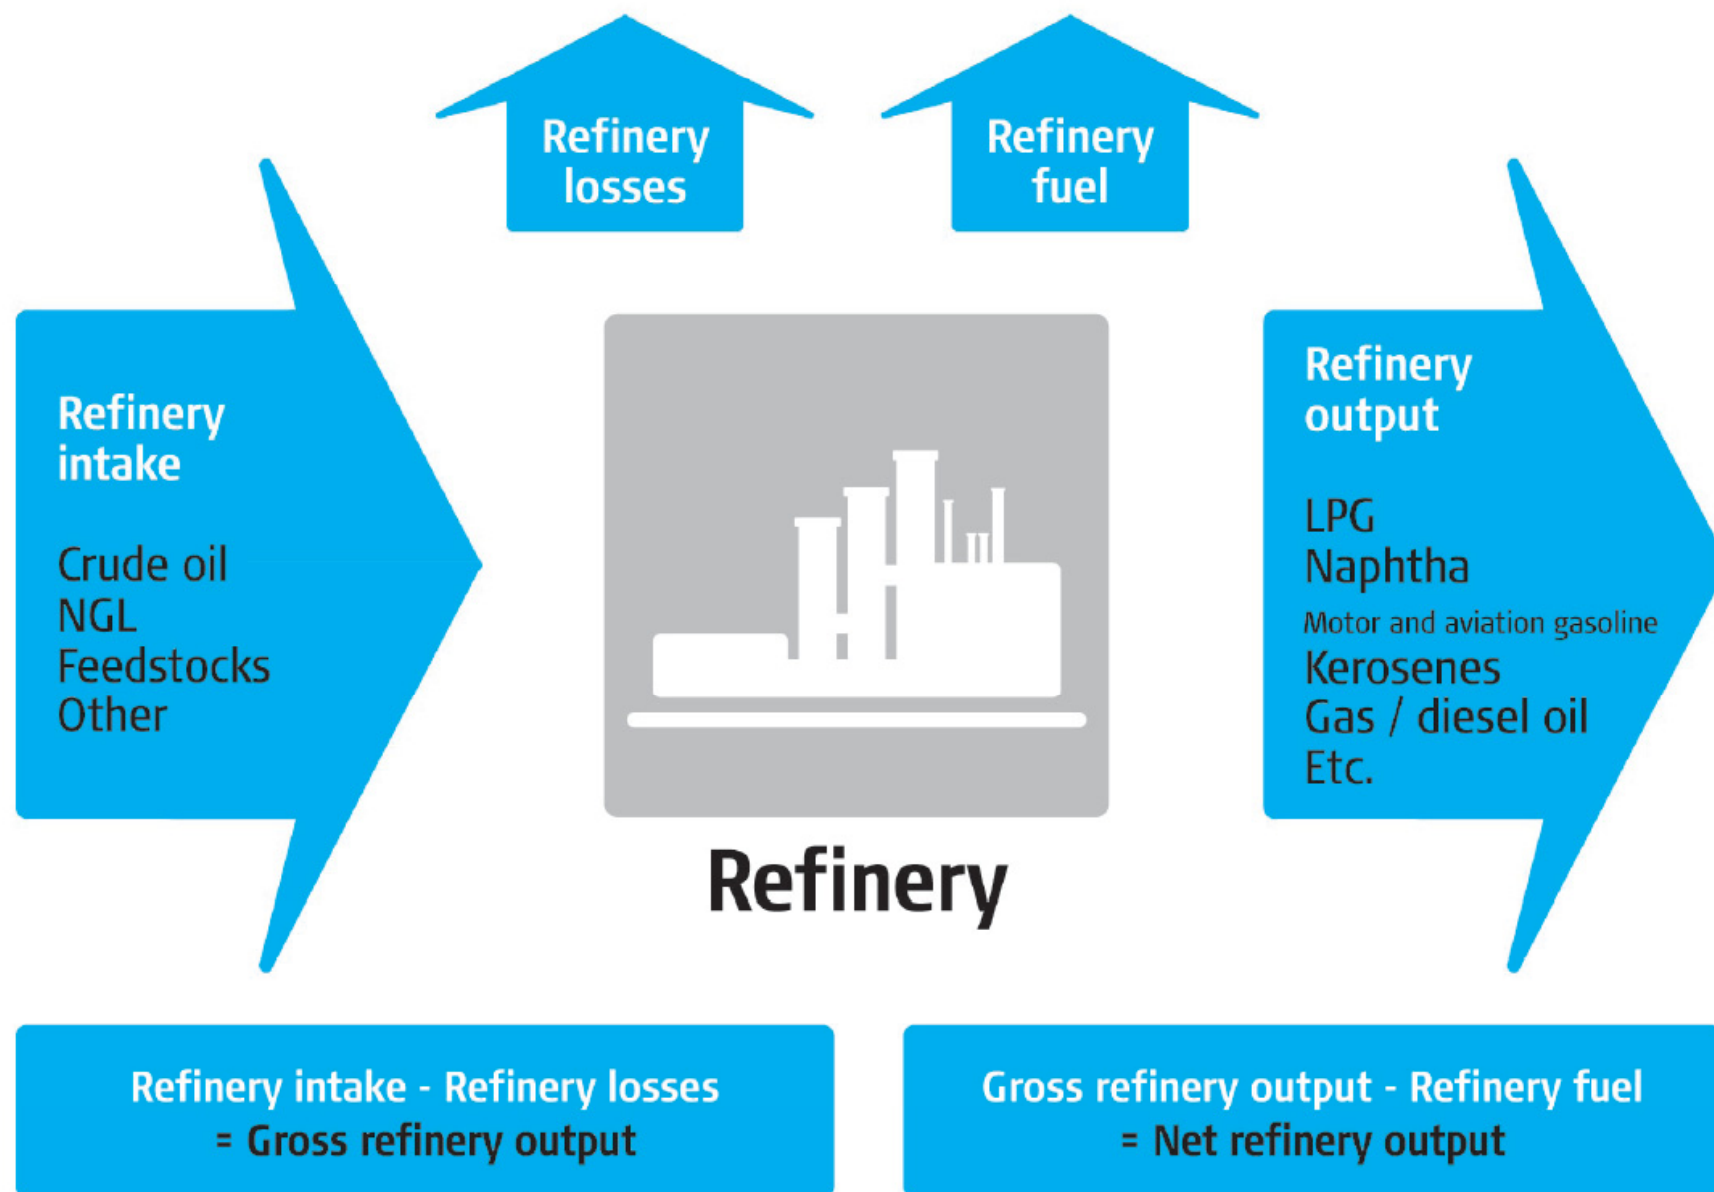 Refinery
losses
Refinery
fuel
Refinery
intake
Crude oil
NGL
Feedstocks
Other
Refinery
output
LPG
Naphtha
Motor and aviation gasoline
Kerosenes
Gas / diesel oil
Etc.
Refinery
Refinery intake - Refinery losses
= Gross refinery output
Gross refinery output - Refinery fuel
= Net refinery output